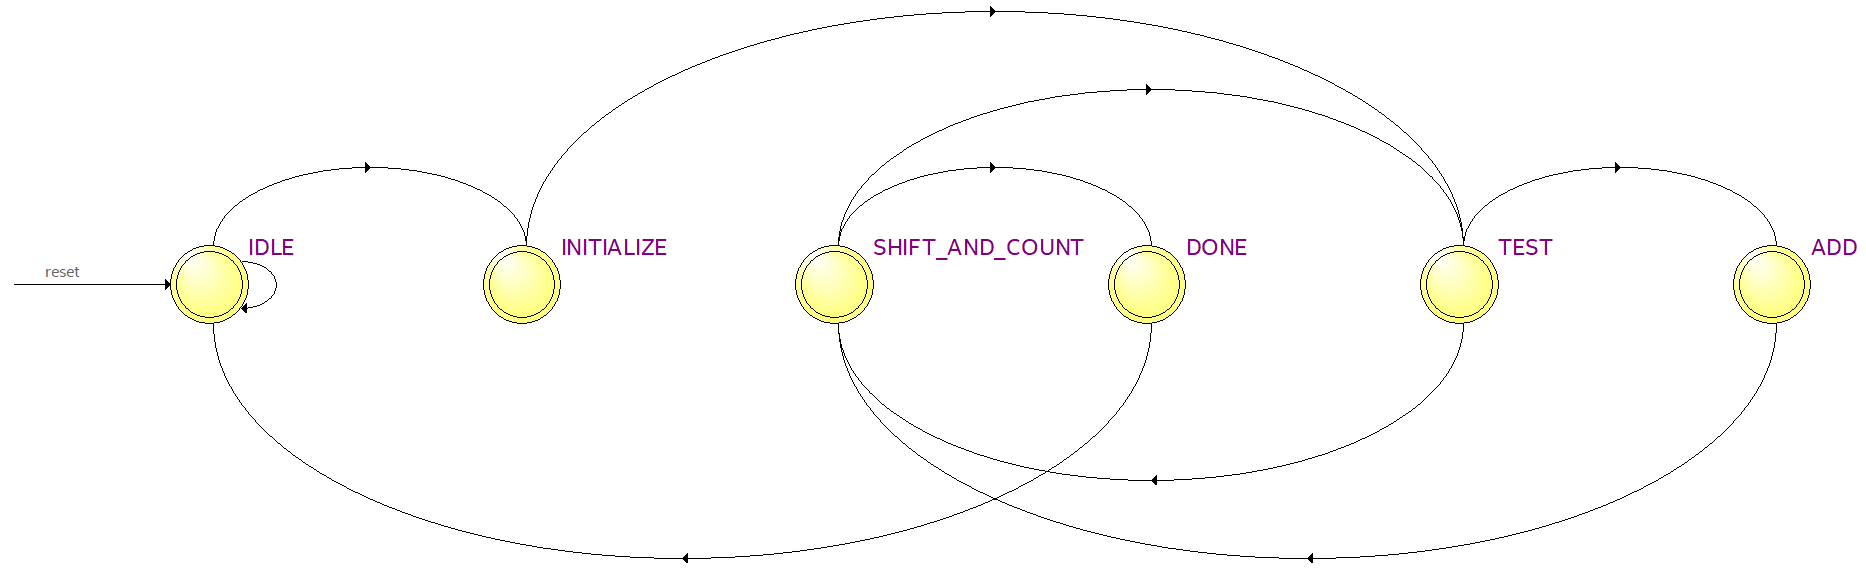 IDLE
INITIALIZE
SHIFT_AND_COUNT
DONE
TEST
ADD
reset